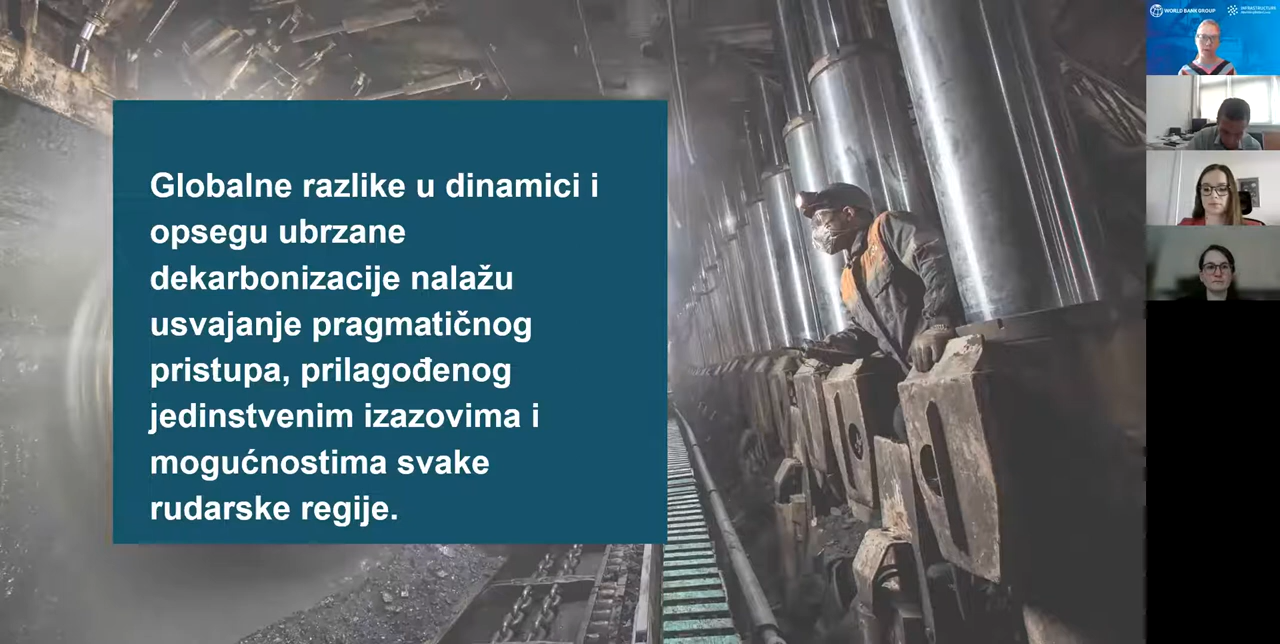 Globalne razlike u dinamici i
opsegu ubrzane
dekarbonizacije nalažu
usvajanje pragmatičnog
pristupa, prilagođenog
jedinstvenim izazovima i
mogućnostima svake
rudarske regije.
WORLD BANK GROUP
INFRASTRUCTURE